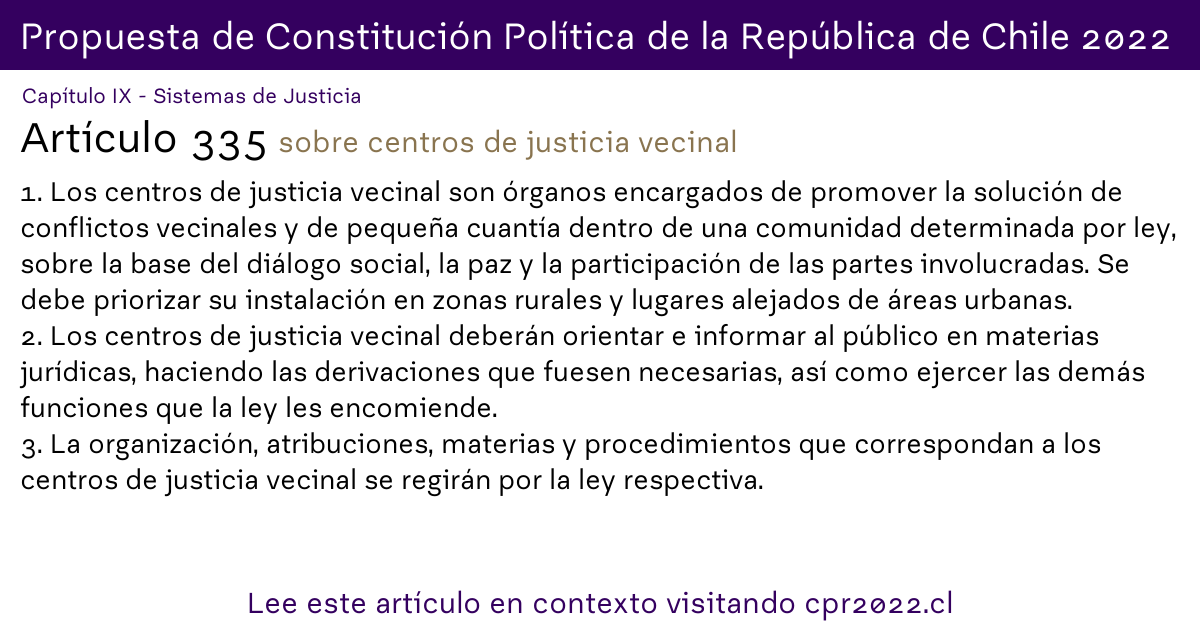 Propuesta de Constitución Política de la República de Chile 2022
Capítulo IX - Sistemas de Justicia
Artículo 335 sobre centros de justicia vecinal
1. Los centros de justicia vecinal son órganos encargados de promover la solución de
conflictos vecinales y de pequeña cuantía dentro de una comunidad determinada por ley,
sobre la base del diálogo social, la paz y la participación de las partes involucradas. Se
debe priorizar su instalación en zonas rurales y lugares alejados de áreas urbanas.
2. Los centros de justicia vecinal deberán orientar e informar al público en materias
jurídicas, haciendo las derivaciones que fuesen necesarias, así como ejercer las demás
funciones que la ley les encomiende.
3. La organización, atribuciones, materias y procedimientos que correspondan a los
centros de justicia vecinal se regirán por la ley respectiva.
Lee este artículo en contexto visitando cpr2022.cl